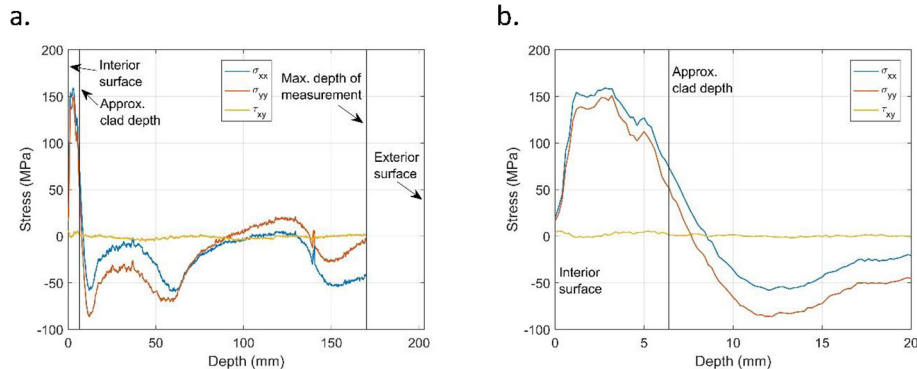 a.
200
150
100
50
0
-50
-100
Stress (MPa)
0
50
100
150
200
Depth (mm)
Interior
surface
Approx.
clad depth
σxx
σyy
τxy
Max. depth of
measurement
Exterior
surface
b.
200
150
100
50
0
-50
-100
Stress (MPa)
0
5
10
15
20
Depth (mm)
Interior
surface
Approx.
clad depth
σxx
σyy
τxy